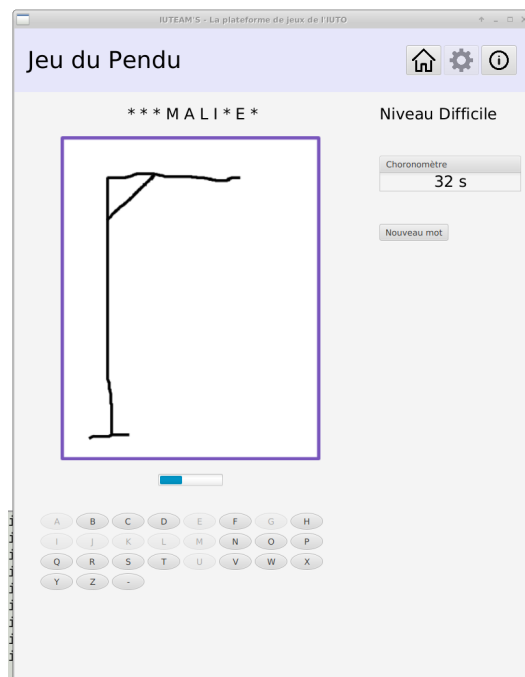 IUTEAM'S - La plateforme de jeux de l'IUTO
Jeu du Pendu
* * * M A L I * E *
Niveau Difficile
Choronomètre
32 s
Nouveau mot
A B C D E F G H
I J K L M N O P
Q R S T U V W X
Y Z -